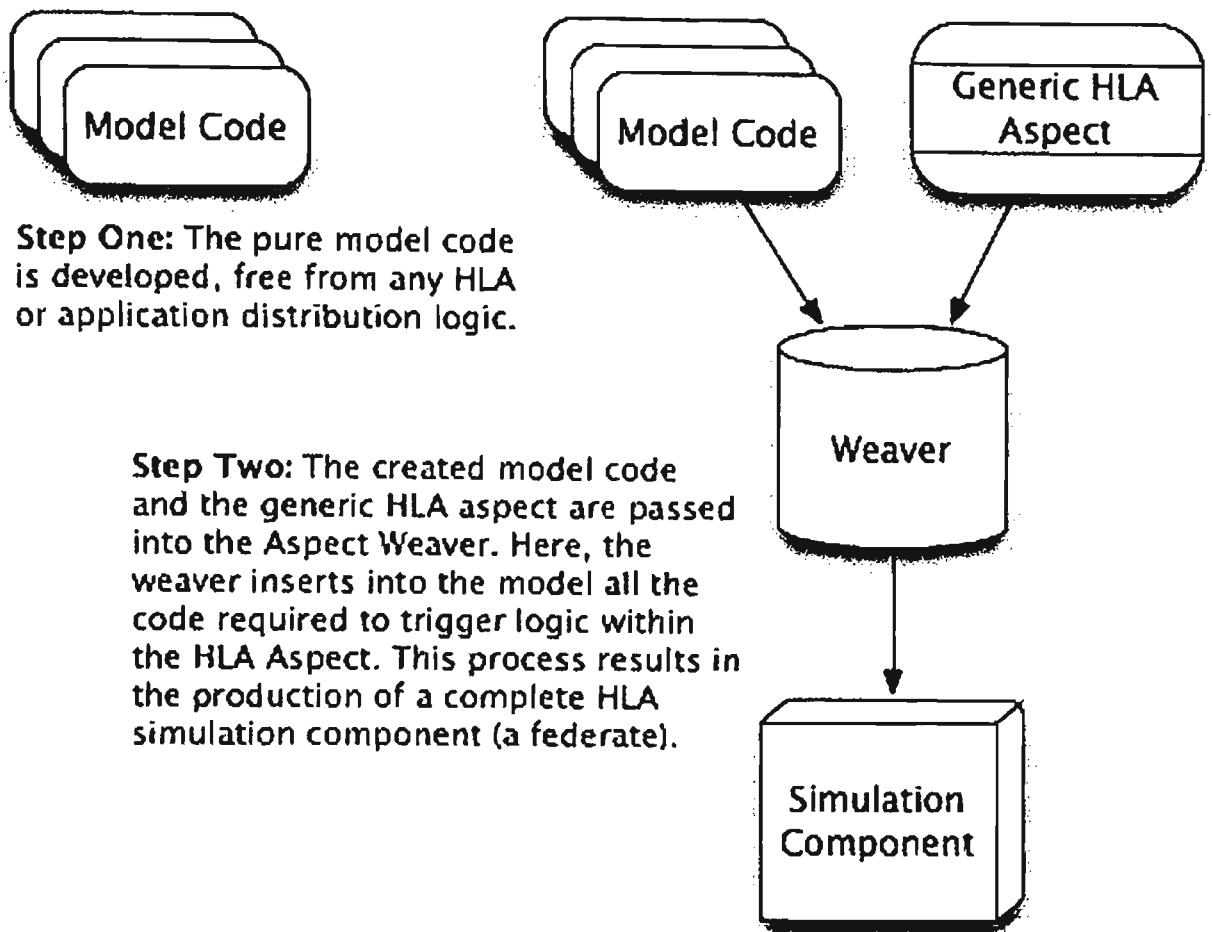 Model Code
Step One: The pure model code
is developed, free from any HLA
or application distribution logic.
Model Code
Generic HLA
Aspect
Weaver
Step Two: The created model code
and the generic HLA aspect are passed
into the Aspect Weaver. Here, the
weaver inserts into the model all the
code required to trigger logic within
the HLA Aspect. This process results in
the production of a complete HLA
simulation component (a federate).
Simulation
Component